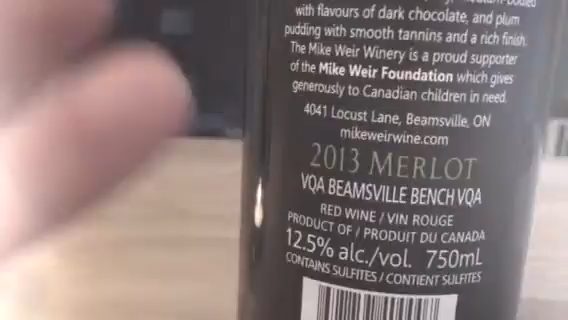 with flavours of dark chocolate, and plum
pudding with smooth tannins and a rich finish.
The Mike Weir Winery is a proud supporter
of the Mike Weir Foundation which gives
generously to Canadian children in need.
4041 Locust Lane, Beamsville, ON
mikeweirwine.com
2013 MERLOT
VQA BEAMSVILLE BENCH VQA
RED WINE / VIN ROUGE
PRODUCT OF / PRODUIT DU CANADA
12.5% alc./vol. 750mL
CONTAINS SULFITES / CONTIENT SULFITES